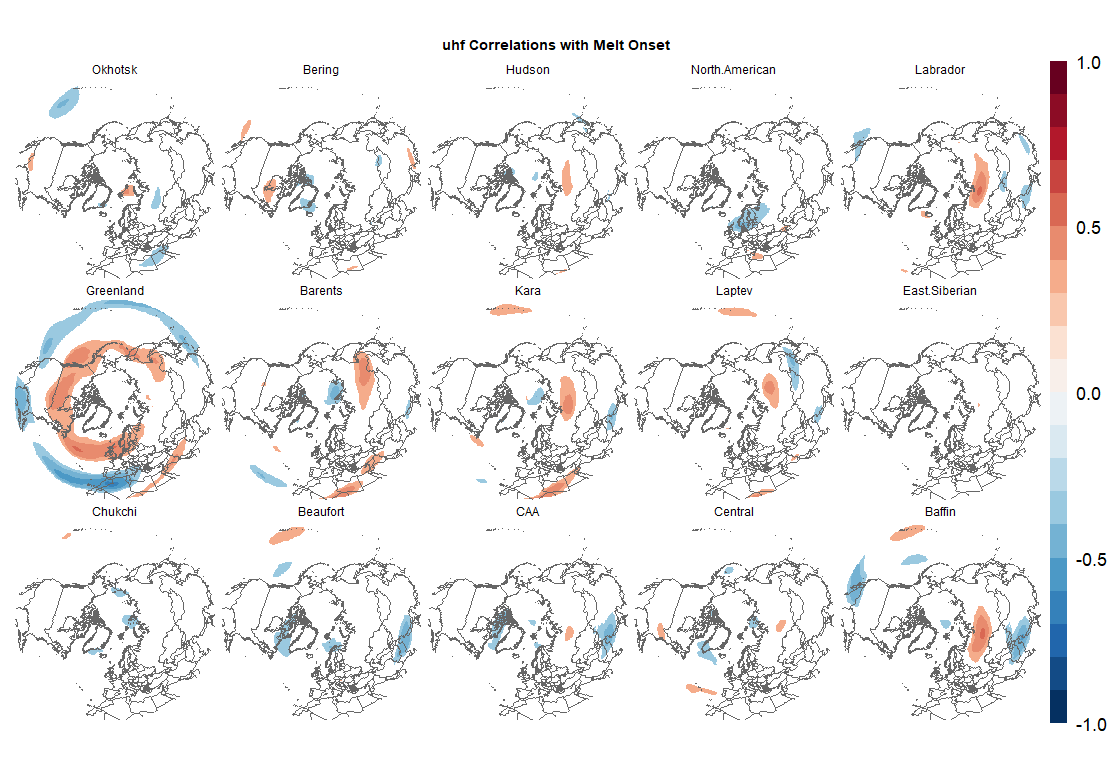 uhf Correlations with Melt Onset
Okhotsk
Bering
Hudson
North.American
Labrador
Greenland
Barents
Kara
Laptev
East.Siberian
Chukchi
Beaufort
CAA
Central
Baffin
1.0
0.5
0.0
-0.5
-1.0